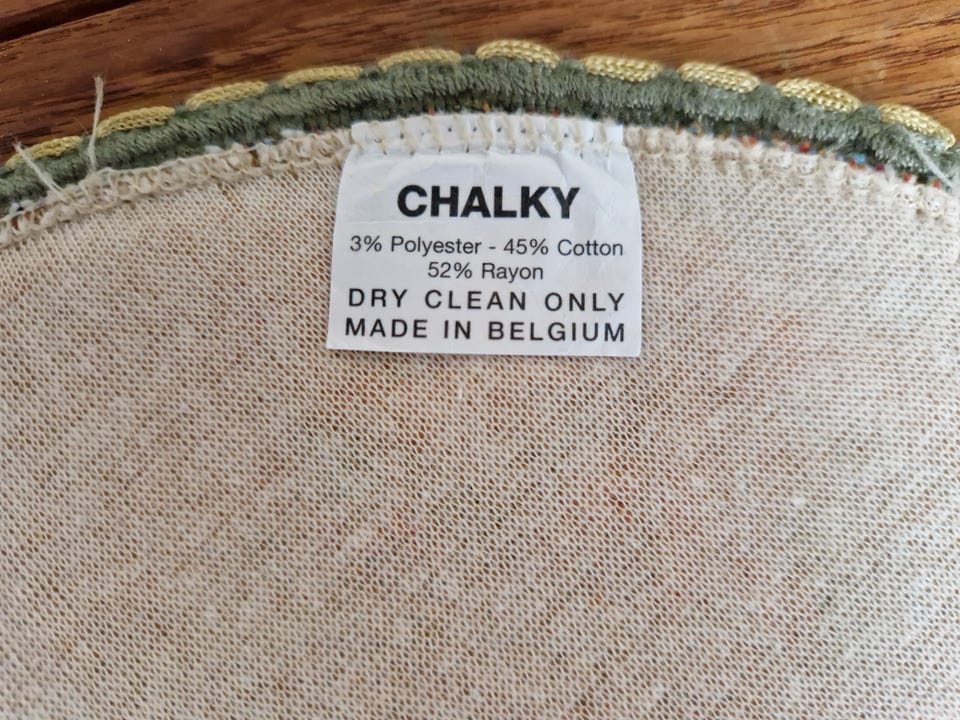 CHALKY
3% Polyester - 45% Cotton
52% Rayon
DRY CLEAN ONLY
MADE IN BELGIUM